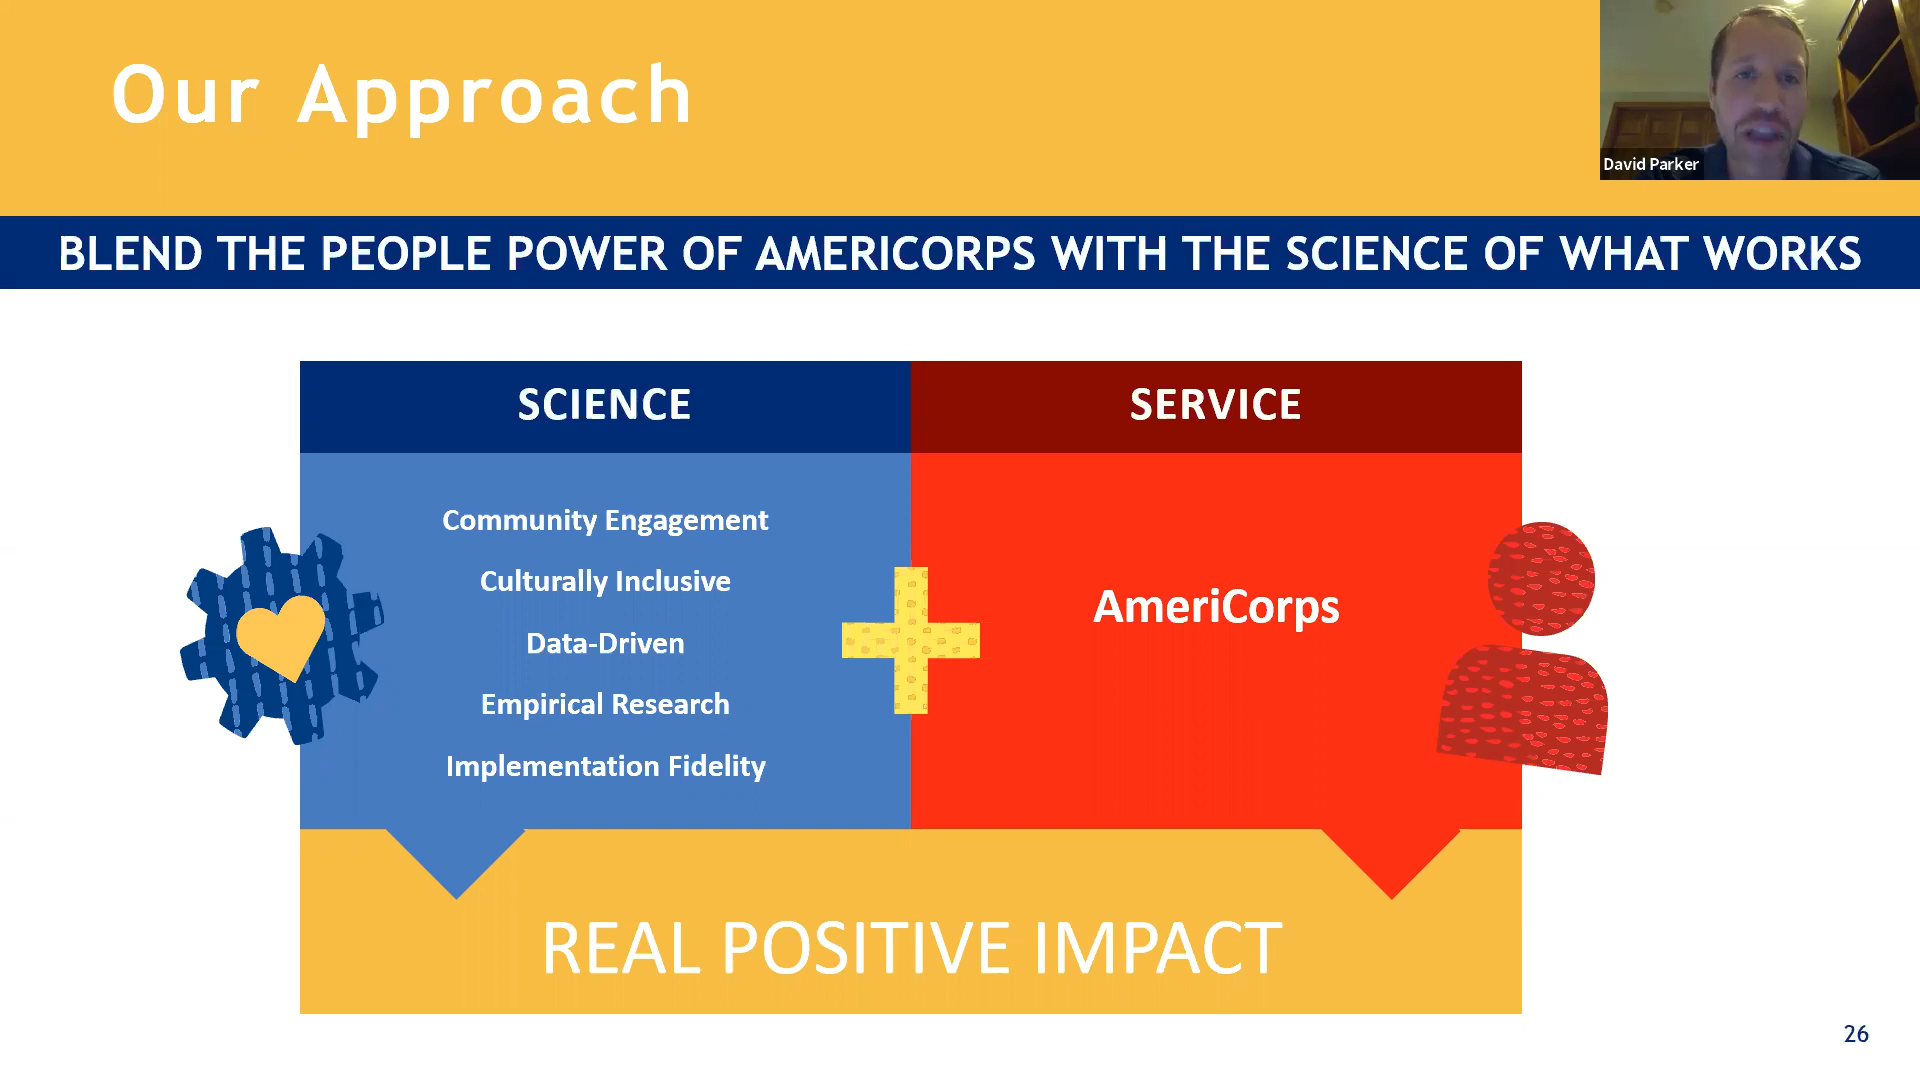 Our Approach
David Parker
BLEND THE PEOPLE POWER OF AMERICORPS WITH THE SCIENCE OF WHAT WORKS
SCIENCE
SERVICE
Community Engagement
Culturally Inclusive
Data-Driven
Empirical Research
Implementation Fidelity
AmeriCorps
REAL POSITIVE IMPACT
26